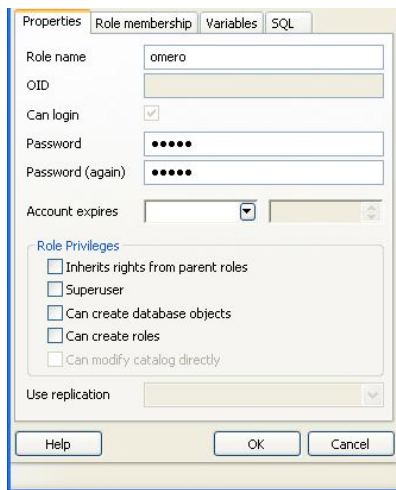 Properties Role membership Variables SQL
Role name omero
OID
Can login
Password •••••
Password (again) •••••
Account expires
Role Privileges
Inherits rights from parent roles
Superuser
Can create database objects
Can create roles
Can modify catalog directly
Use replication
Help OK Cancel